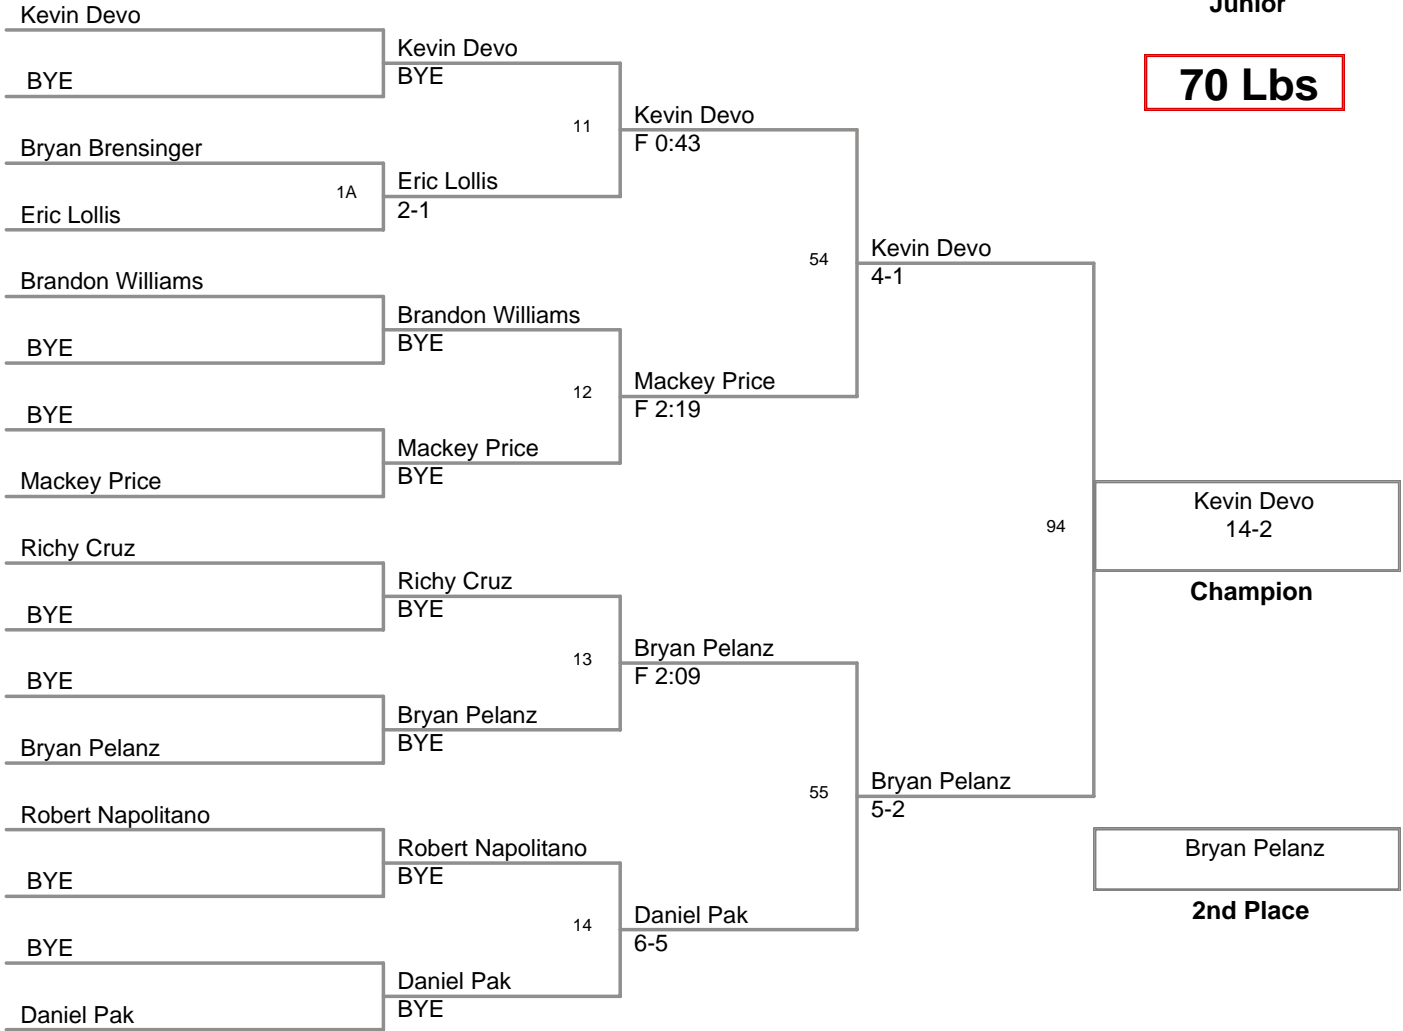 Junior
70 Lbs
Kevin Devo
BYE
Bryan Brensinger
1A
Eric Lollis
Brandon Williams
BYE
BYE
Mackey Price
Richy Cruz
BYE
BYE
Bryan Pelanz
Robert Napolitano
BYE
BYE
Daniel Pak
Kevin Devo
BYE
11
Eric Lollis
2-1
Brandon Williams
BYE
12
Mackey Price
BYE
Richy Cruz
BYE
13
Bryan Pelanz
BYE
Robert Napolitano
BYE
14
Daniel Pak
BYE
Kevin Devo
F 0:43
54
Mackey Price
F 2:19
Bryan Pelanz
F 2:09
55
Daniel Pak
6-5
Kevin Devo
4-1
94
Bryan Pelanz
5-2
Kevin Devo
14-2
Champion
Bryan Pelanz
2nd Place